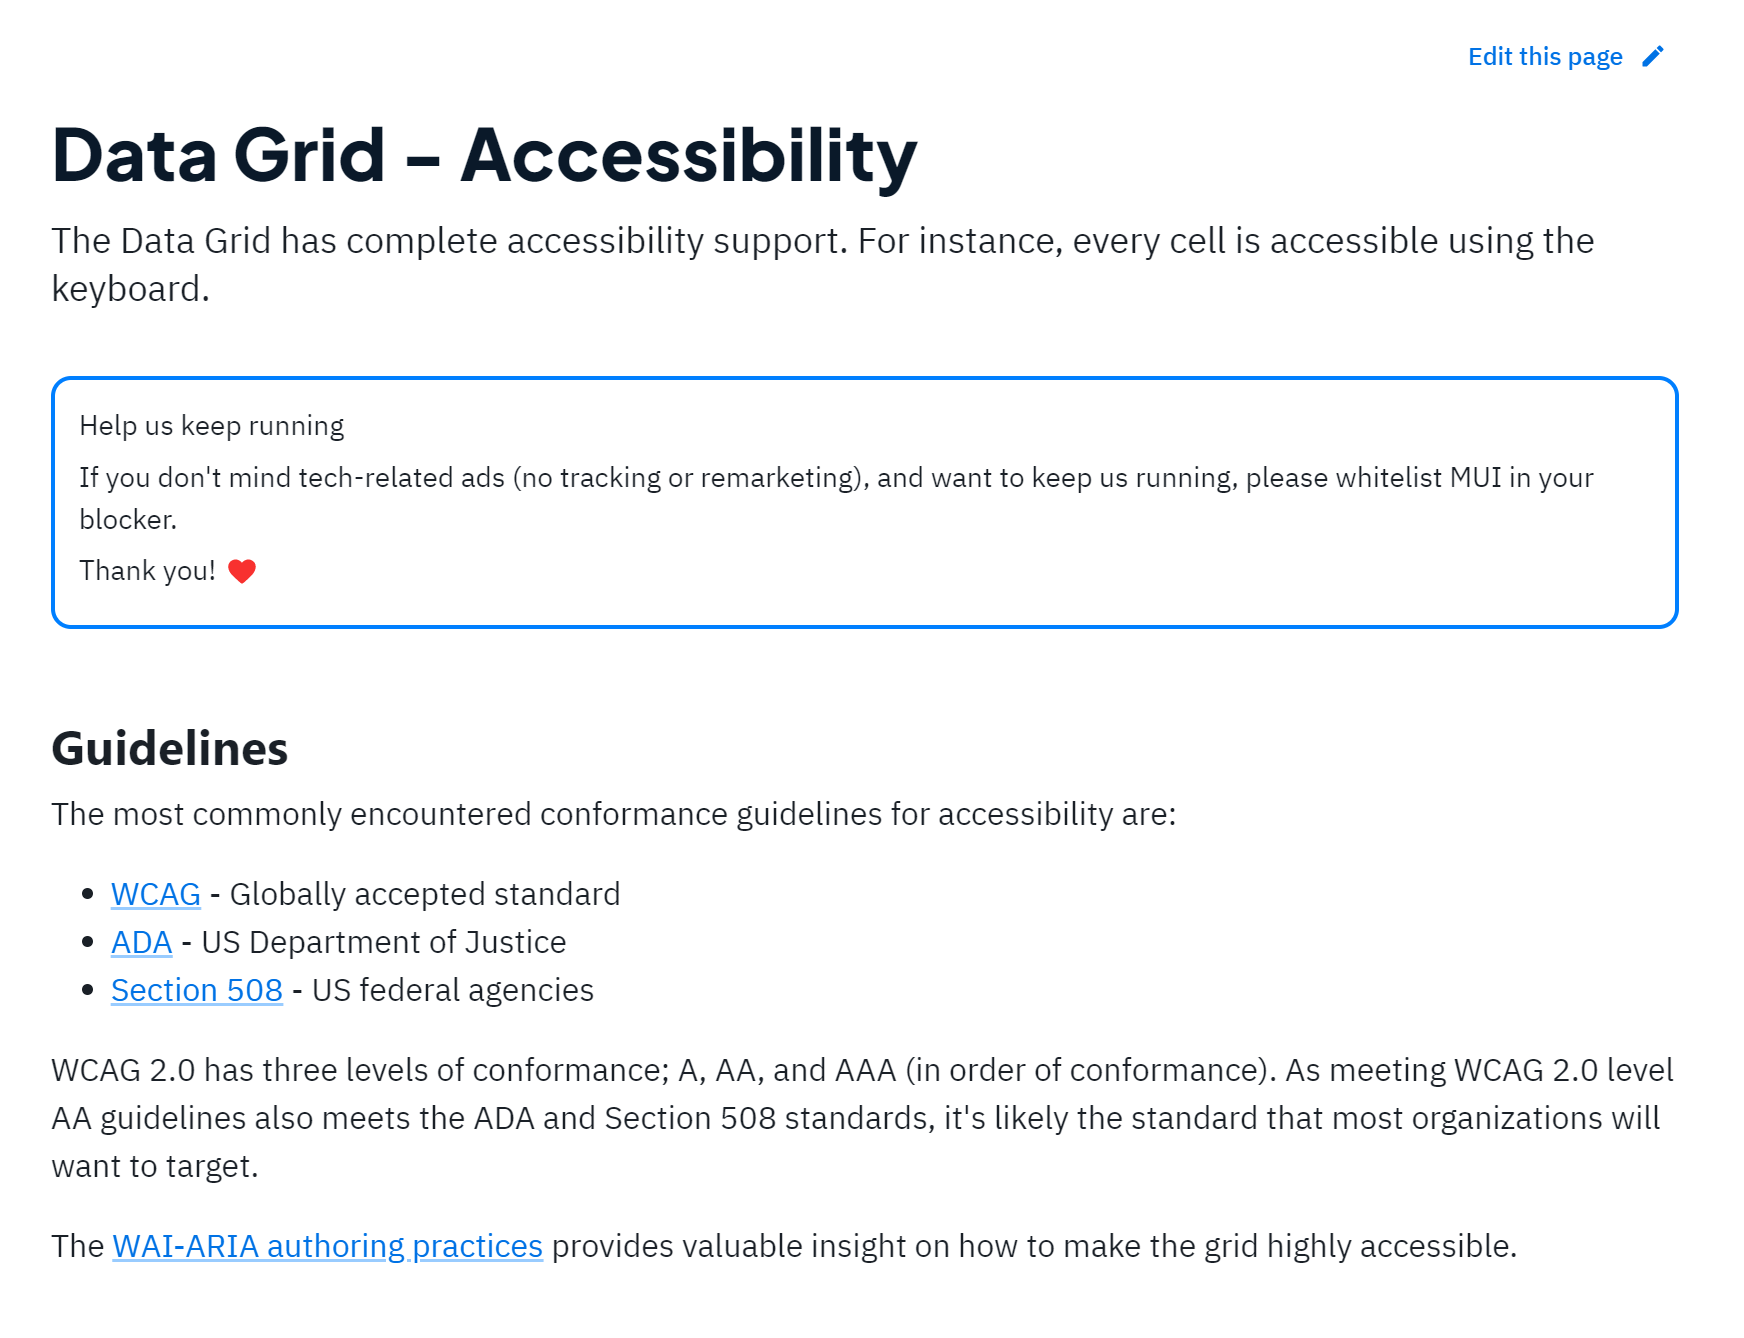 Edit this page
Data Grid – Accessibility
The Data Grid has complete accessibility support. For instance, every cell is accessible using the
keyboard.
Help us keep running
If you don't mind tech-related ads (no tracking or remarketing), and want to keep us running, please whitelist MUI in your
blocker.
Thank you! ❤️
Guidelines
The most commonly encountered conformance guidelines for accessibility are:
• WCAG - Globally accepted standard
• ADA - US Department of Justice
• Section 508 - US federal agencies
WCAG 2.0 has three levels of conformance; A, AA, and AAA (in order of conformance). As meeting WCAG 2.0 level
AA guidelines also meets the ADA and Section 508 standards, it's likely the standard that most organizations will
want to target.
The WAI-ARIA authoring practices provides valuable insight on how to make the grid highly accessible.